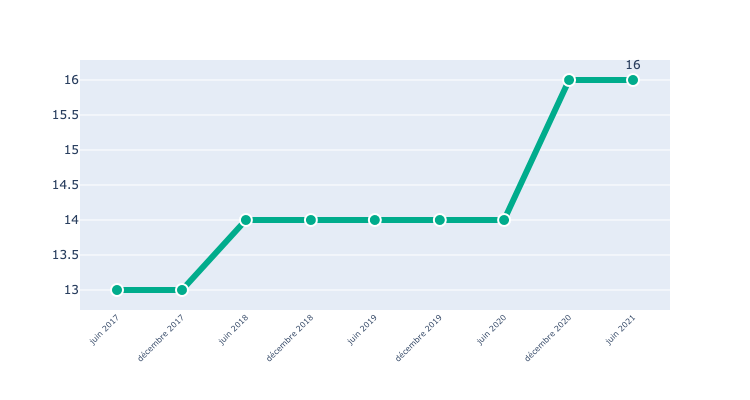 16
16
15.5
15
14.5
14
13.5
13
juin 2017
décembre 2017
juin 2018
décembre 2018
juin 2019
décembre 2019
juin 2020
décembre 2020
juin 2021